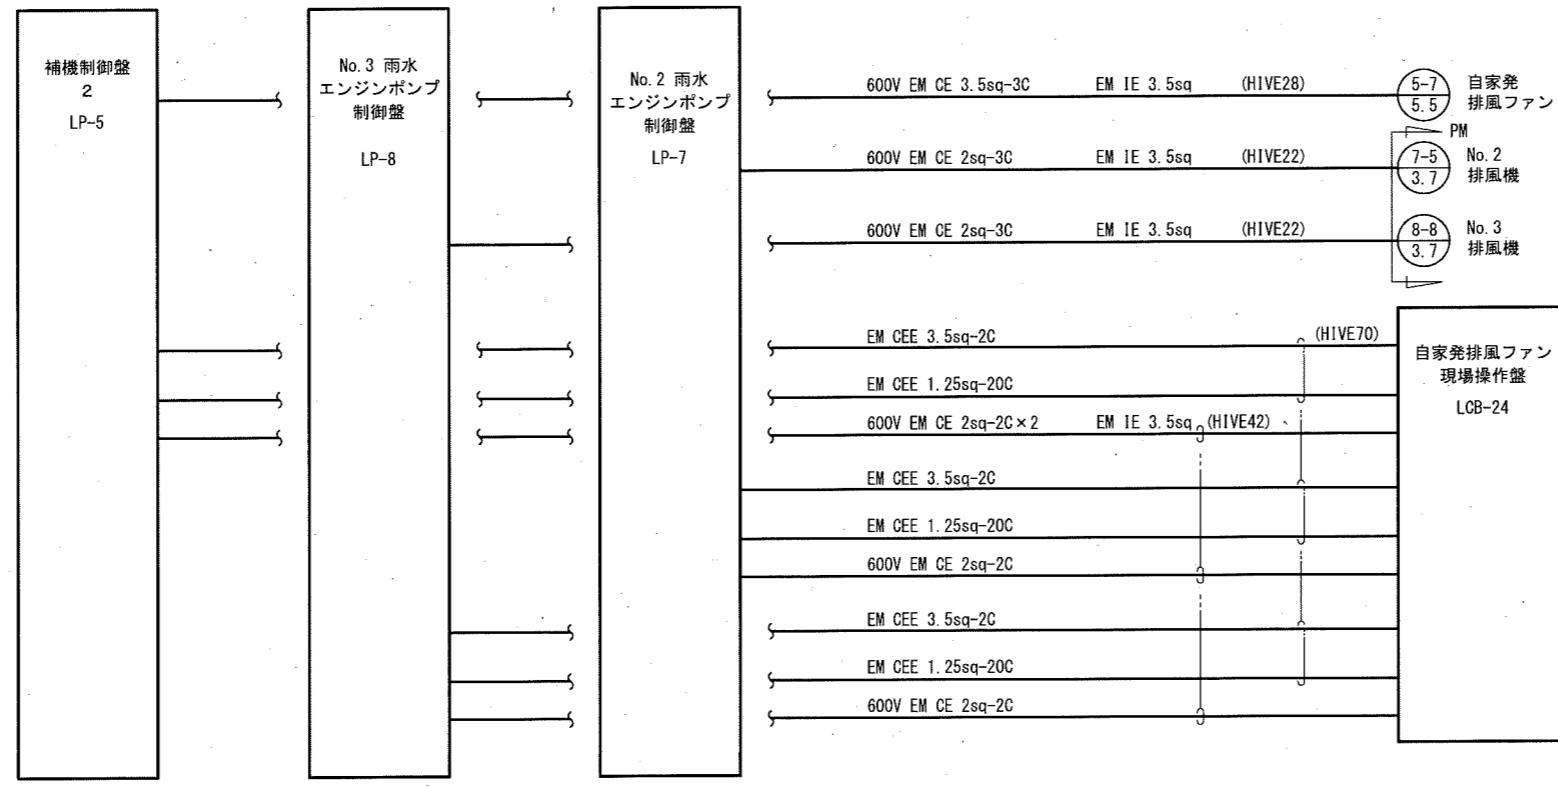 補機制御盤
2
LP-5
No.3 雨水
エンジンポンプ
制御盤
LP-8
No.2 雨水
エンジンポンプ
制御盤
LP-7
600V EM CE 3.5sq-3C EM IE 3.5sq (HIVE28)
5-7
5.5
自家発
排風ファン
PM
600V EM CE 2sq-3C EM IE 3.5sq (HIVE22)
7-5
3.7
No.2
排風機
600V EM CE 2sq-3C EM IE 3.5sq (HIVE22)
8-8
3.7
No.3
排風機
EM CEE 3.5sq-2C (HIVE70)
EM CEE 1.25sq-20C
600V EM CE 2sq-2C×2 EM IE 3.5sq (HIVE42)
EM CEE 3.5sq-2C
EM CEE 1.25sq-20C
600V EM CE 2sq-2C
EM CEE 3.5sq-2C
EM CEE 1.25sq-20C
600V EM CE 2sq-2C
自家発排風ファン
現場操作盤
LCB-24